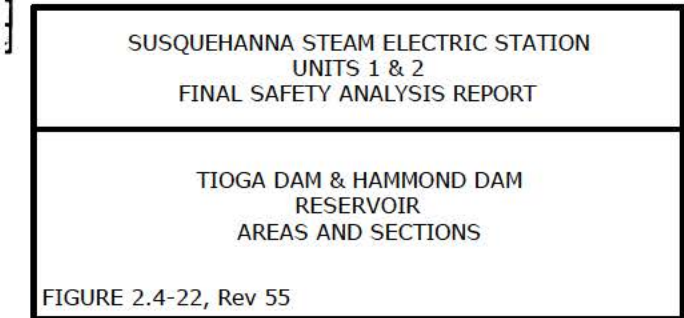 SUSQUEHANNA STEAM ELECTRIC STATION
UNITS 1 & 2
FINAL SAFETY ANALYSIS REPORT
TIOGA DAM & HAMMOND DAM
RESERVOIR
AREAS AND SECTIONS
FIGURE 2.4-22, Rev 55